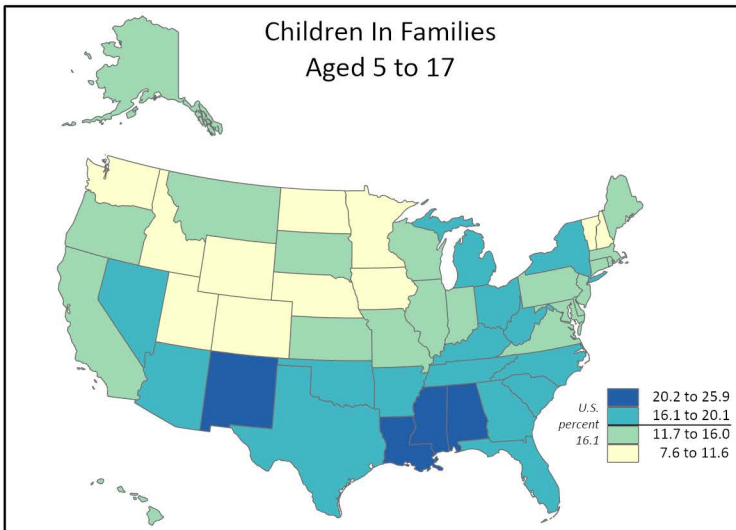 Children In Families
Aged 5 to 17
U.S.
percent
16.1
20.2 to 25.9
16.1 to 20.1
11.7 to 16.0
7.6 to 11.6